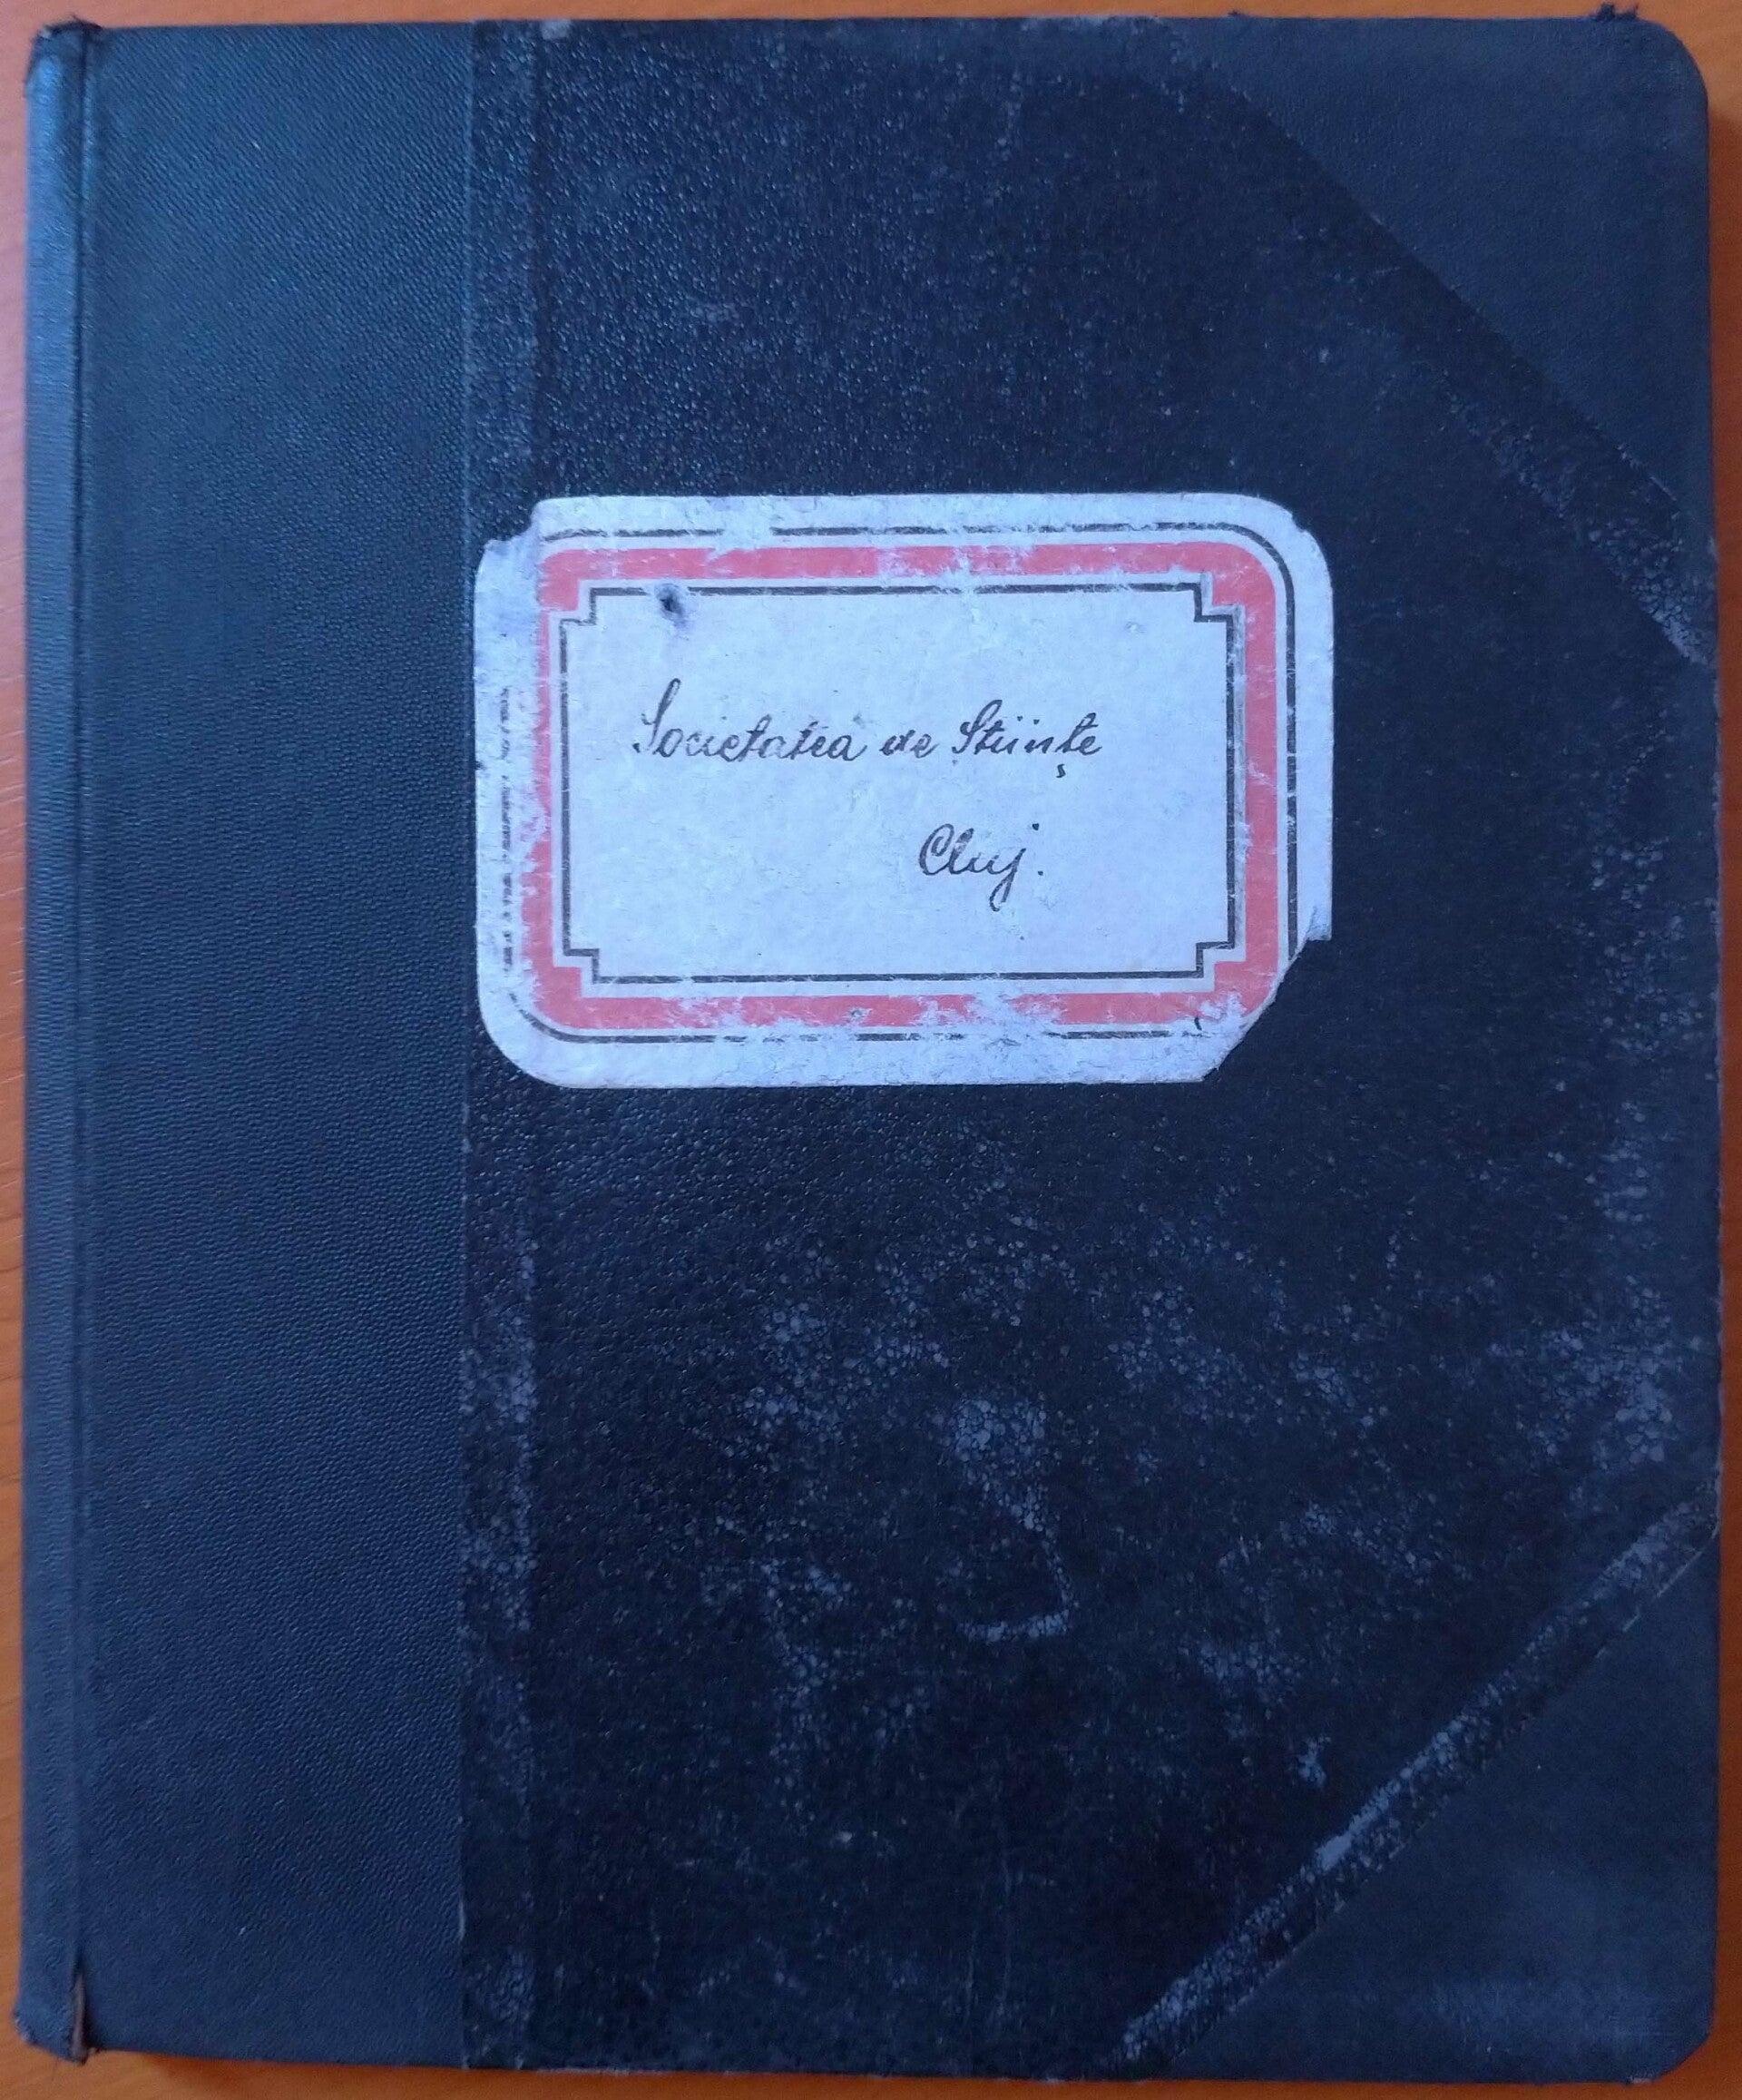 Societatea de Științe
Cluj.